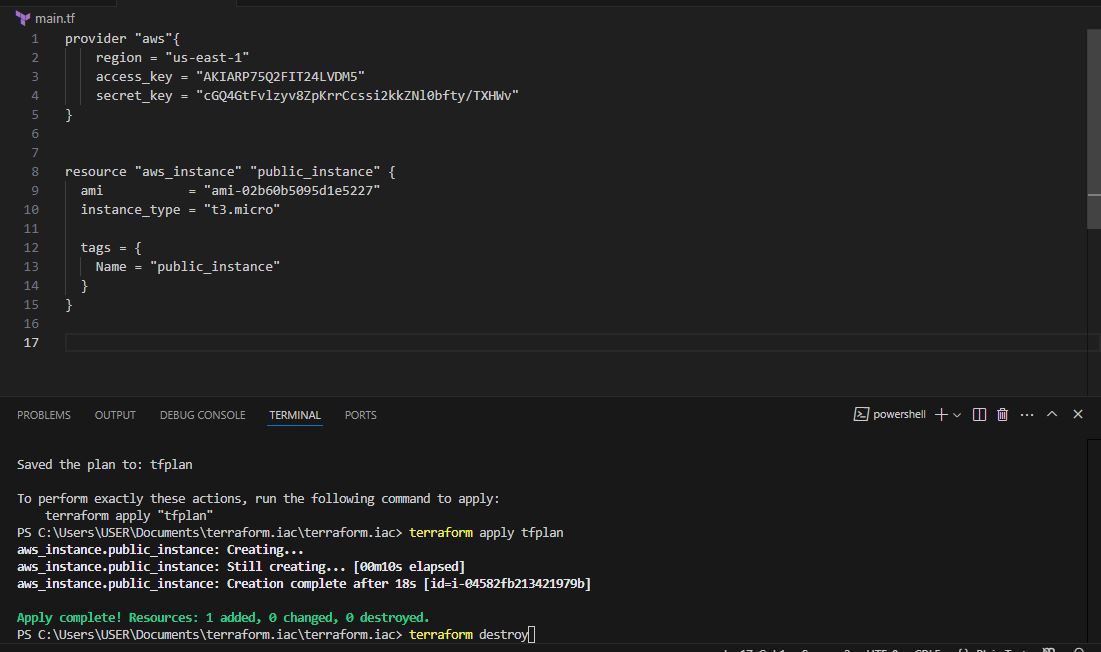 main.tf
1 provider "aws"{
2 region = "us-east-1"
3 access_key = "AKIARP75Q2FIT24LVDM5"
4 secret_key = "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"
5 }
6
7
8 resource "aws_instance" "public_instance" {
9 ami = "ami-02b60b5095d1e5227"
10 instance_type = "t3.micro"
11
12 tags = {
13 Name = "public_instance"
14 }
15 }
16
17
PROBLEMS OUTPUT DEBUG CONSOLE TERMINAL PORTS powershell
Saved the plan to: tfplan
To perform exactly these actions, run the following command to apply:
terraform apply "tfplan"
PS C:\Users\USER\Documents\terraform.iac\terraform.iac> terraform apply tfplan
aws_instance.public_instance: Creating...
aws_instance.public_instance: Still creating... [00m10s elapsed]
aws_instance.public_instance: Creation complete after 18s [id=i-04582fb213421979b]
Apply complete! Resources: 1 added, 0 changed, 0 destroyed.
PS C:\Users\USER\Documents\terraform.iac\terraform.iac> terraform destroy